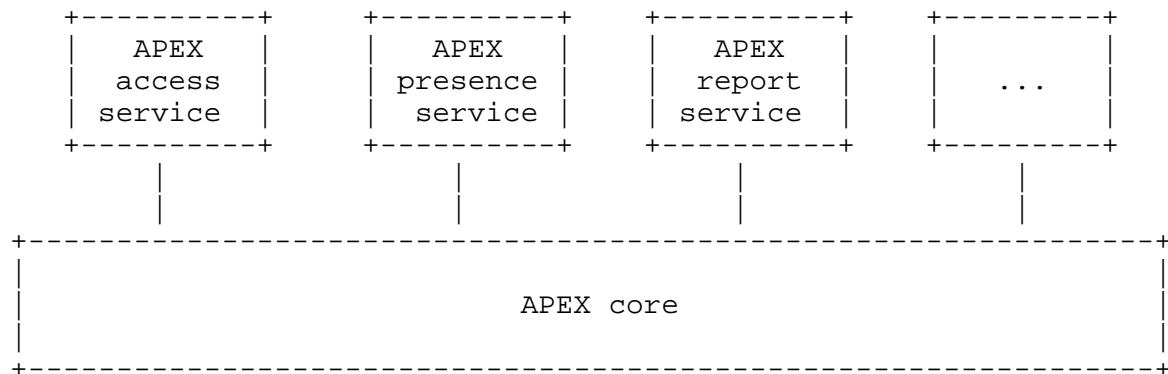 APEX APEX APEX
access presence report ...
service service service
APEX core